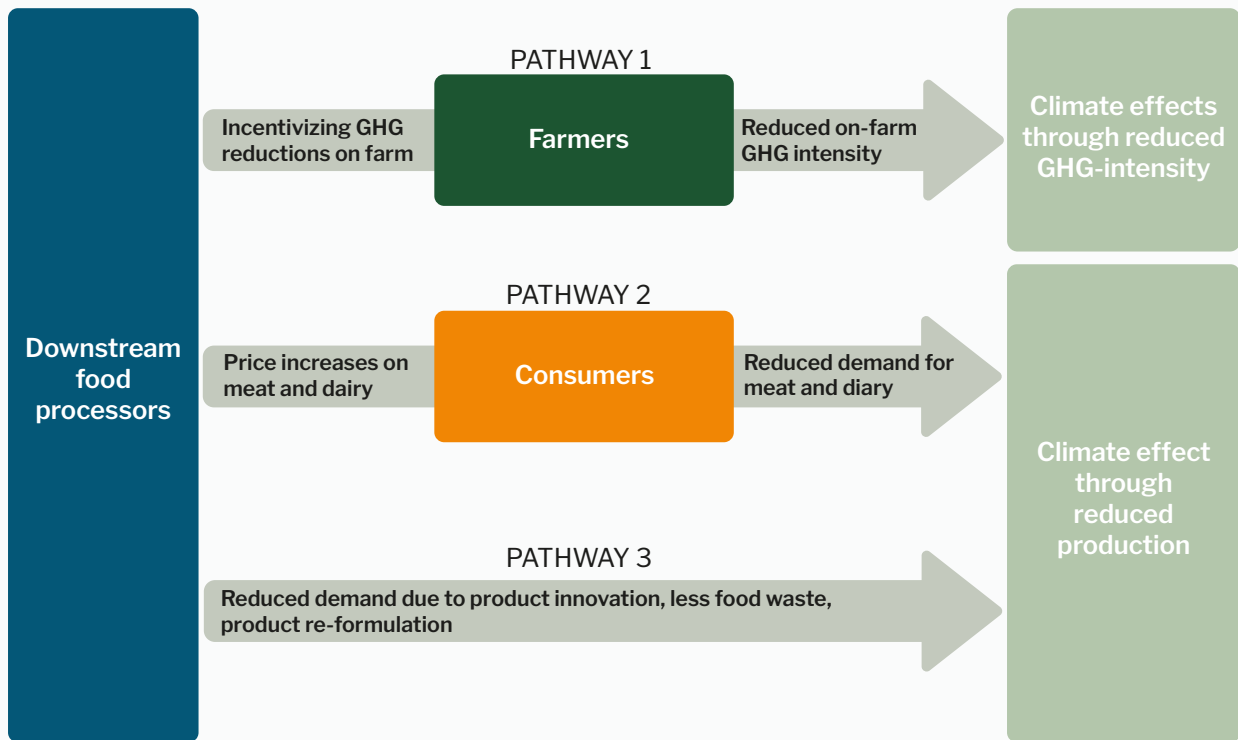 PATHWAY 1
Incentivizing GHG
reductions on farm
Farmers
Reduced on-farm
GHG intensity
Climate effects
through reduced
GHG-intensity
Downstream
food
processors
PATHWAY 2
Price increases on
meat and dairy
Consumers
Reduced demand for
meat and diary
Climate effect
through
reduced
production
PATHWAY 3
Reduced demand due to product innovation, less food waste,
product re-formulation